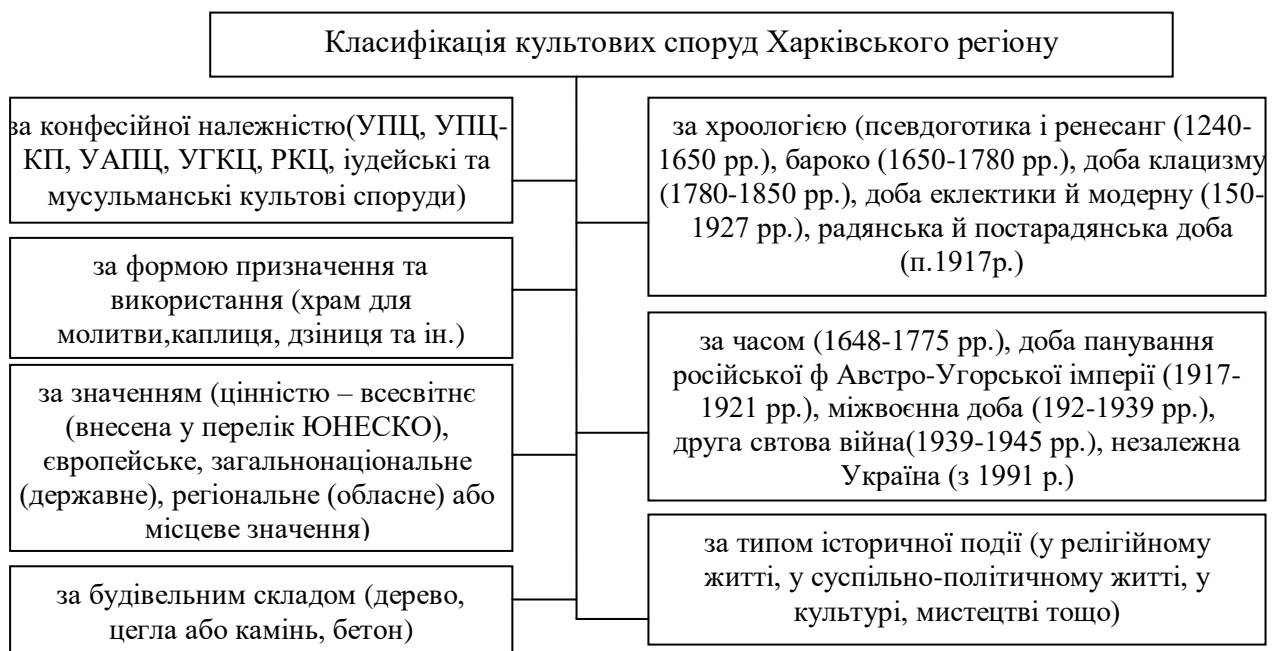 Класифікація культових споруд Харківського регіону
за конфесійної належністю(УПЦ, УПЦ-
КП, УАПЦ, УГКЦ, РКЦ, іудейські та
мусульманські культові споруди)
за формою призначення та
використання (храм для
молитви,каплиця, дзіниця та ін.)
за значенням (цінністю – всесвітнє
(внесена у перелік ЮНЕСКО),
європейське, загальнонаціональне
(державне), регіональне (обласне) або
місцеве значення)
за будівельним складом (дерево,
цегла або камінь, бетон)
за хроологією (псевдоготика і ренесанг (1240-
1650 рр.), бароко (1650-1780 рр.), доба клацизму
(1780-1850 рр.), доба еклектики й модерну (150-
1927 рр.), радянська й постарадянська доба
(п.1917р.)
за часом (1648-1775 рр.), доба панування
російської ф Австро-Угорської імперії (1917-
1921 рр.), міжвоєнна доба (192-1939 рр.),
друга свтова війна(1939-1945 рр.), незалежна
Україна (з 1991 р.)
за типом історичної події (у релігійному
житті, у суспільно-політичному житті, у
культурі, мистецтві тощо)